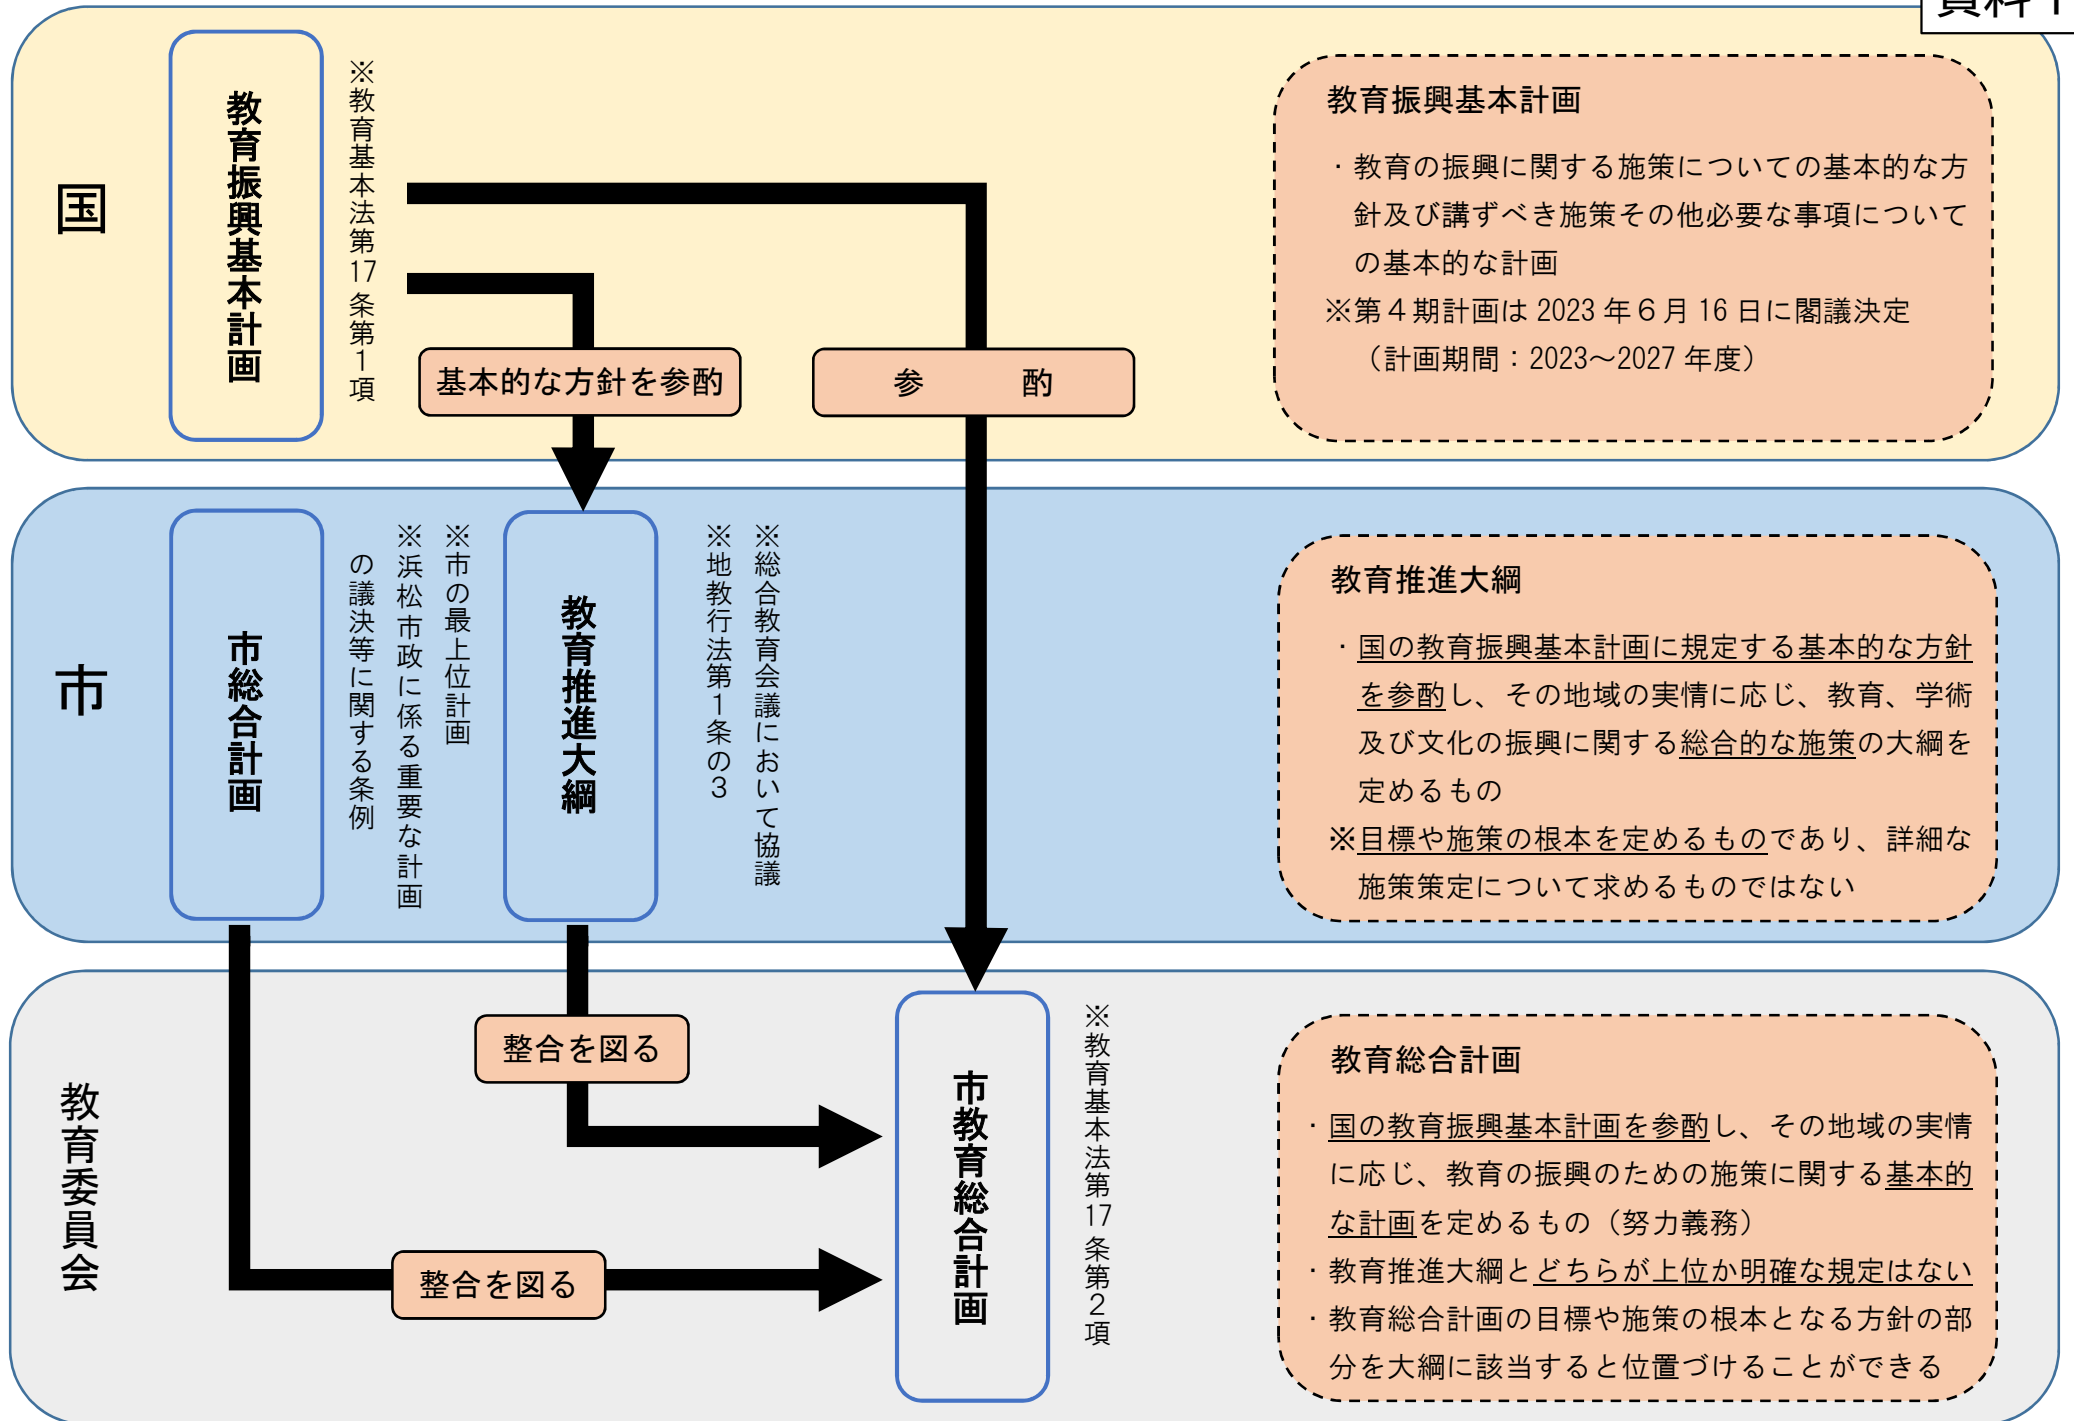 資料1
国
教育振興基本計画
※教育基本法第17条第1項
基本的な方針を参酌
参　　　酌
教育振興基本計画
・教育の振興に関する施策についての基本的な方
針及び講ずべき施策その他必要な事項について
の基本的な計画
※第４期計画は 2023 年６月 16 日に閣議決定
（計画期間：2023～2027 年度）
市
市総合計画
※市の最上位計画
※浜松市政に係る重要な計画
の議決等に関する条例
教育推進大綱
※総合教育会議において協議
※地教行法第１条の３
教育推進大綱
・国の教育振興基本計画に規定する基本的な方針
を参酌し、その地域の実情に応じ、教育、学術
及び文化の振興に関する総合的な施策の大綱を
定めるもの
※目標や施策の根本を定めるものであり、詳細な
施策策定について求めるものではない
教育委員会
整合を図る
整合を図る
市教育総合計画
※教育基本法第17条第２項
教育総合計画
・国の教育振興基本計画を参酌し、その地域の実情
に応じ、教育の振興のための施策に関する基本的
な計画を定めるもの（努力義務）
・教育推進大綱とどちらが上位か明確な規定はない
・教育総合計画の目標や施策の根本となる方針の部
分を大綱に該当すると位置づけることができる